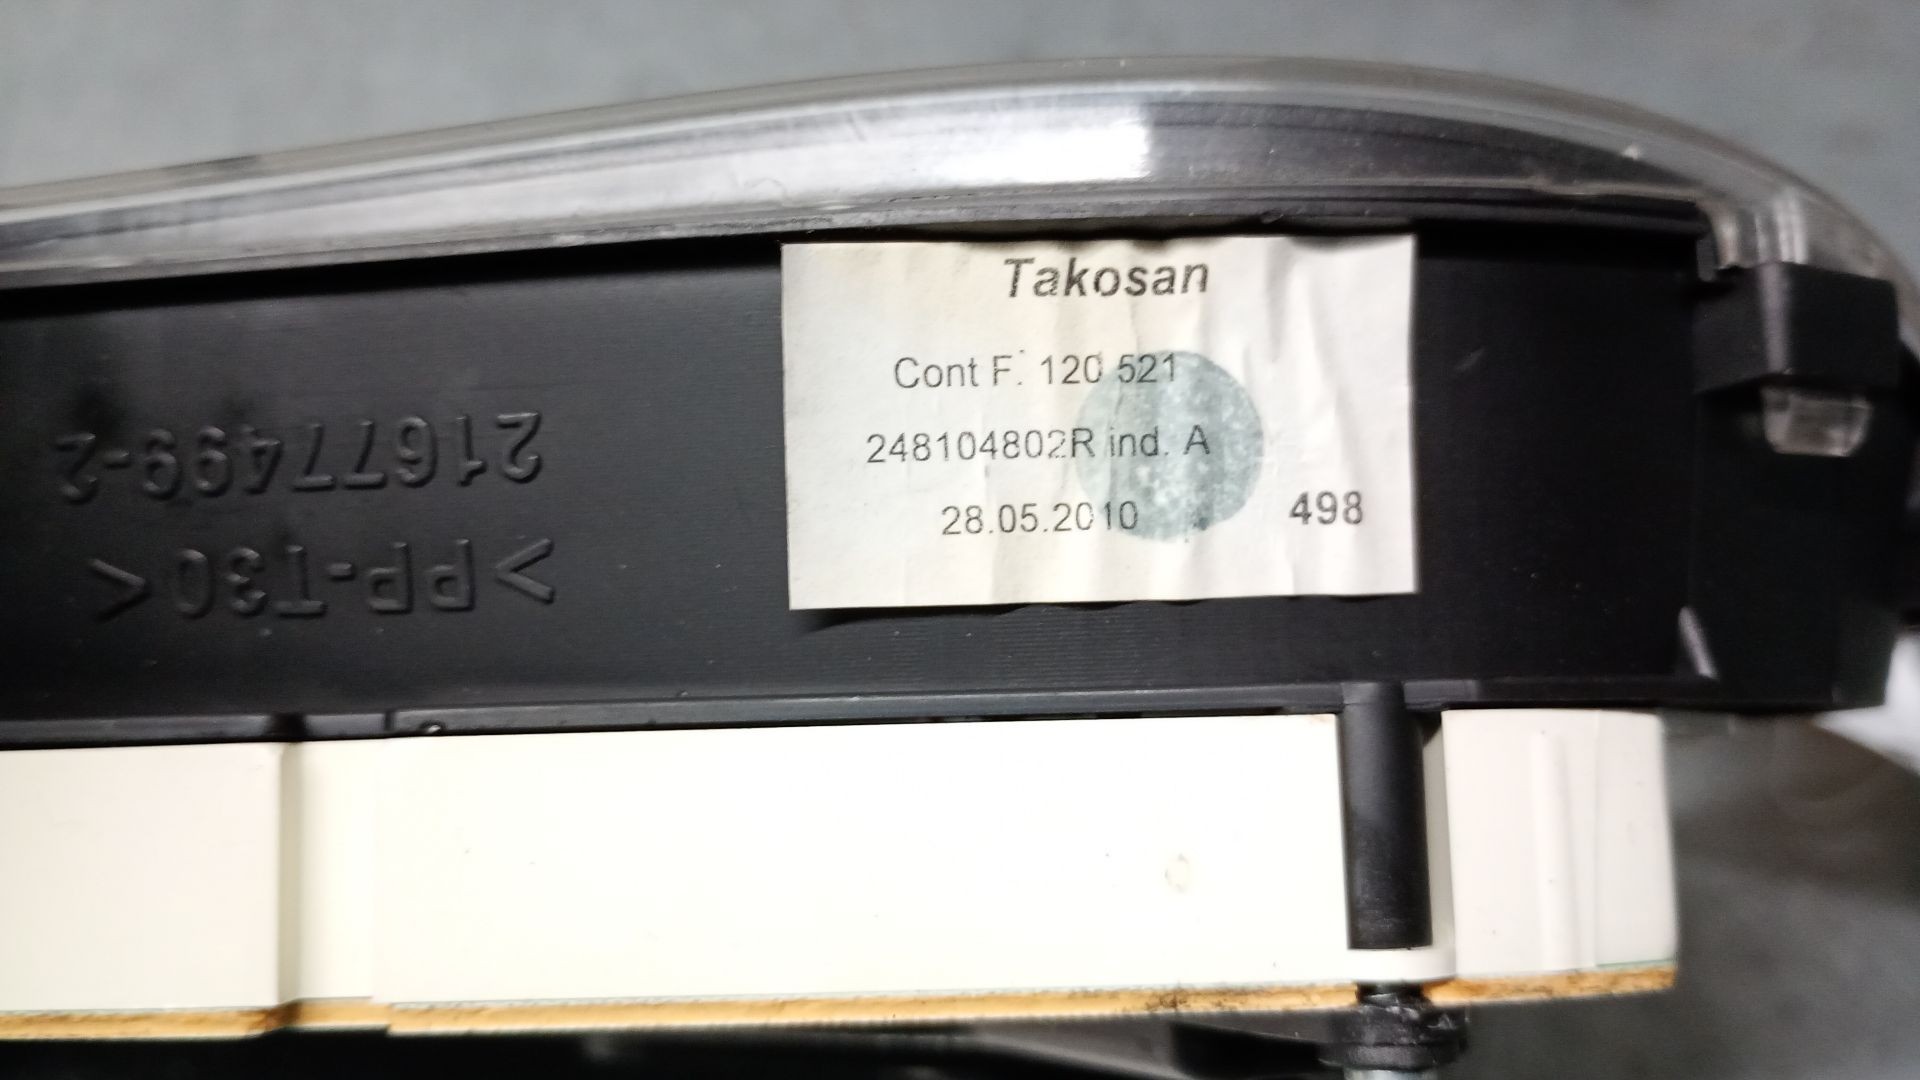 Takosan
Cont F. 120 521
248104802R ind. A
28.05.2010 498
21677499-2
>PP-T30<